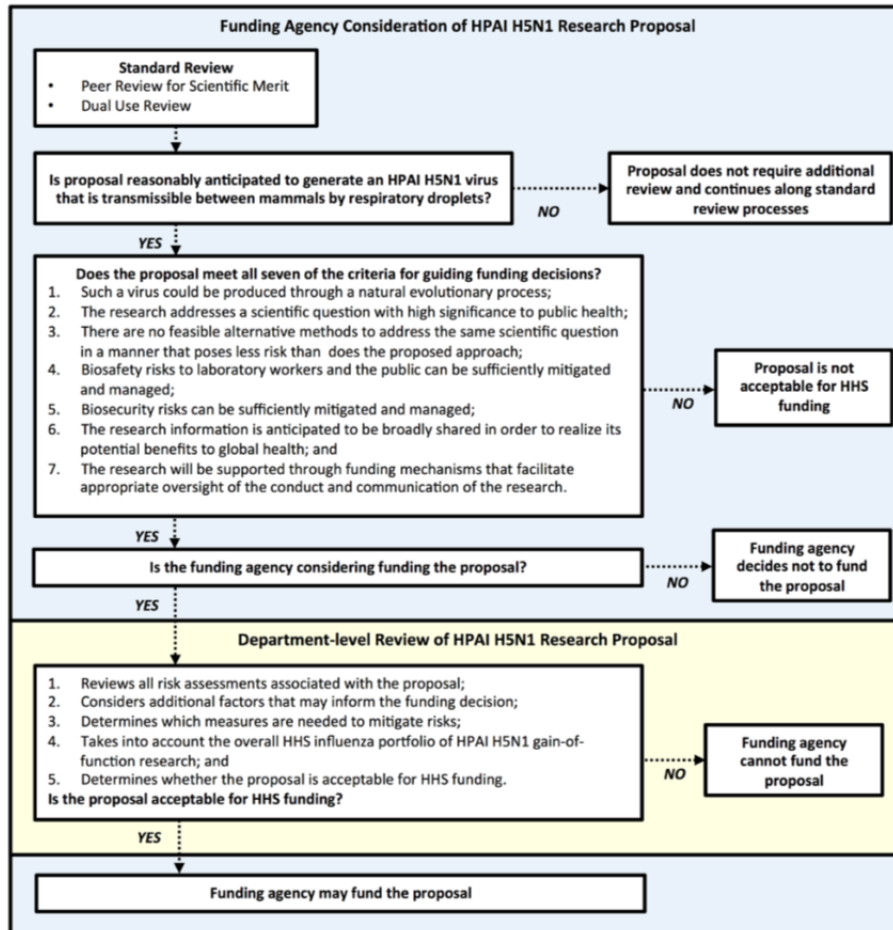 Funding Agency Consideration of HPAI H5N1 Research Proposal
Standard Review
• Peer Review for Scientific Merit
• Dual Use Review
Is proposal reasonably anticipated to generate an HPAI H5N1 virus
that is transmissible between mammals by respiratory droplets?
NO
Proposal does not require additional
review and continues along standard
review processes
YES
Does the proposal meet all seven of the criteria for guiding funding decisions?
1. Such a virus could be produced through a natural evolutionary process;
2. The research addresses a scientific question with high significance to public health;
3. There are no feasible alternative methods to address the same scientific question
in a manner that poses less risk than does the proposed approach;
4. Biosafety risks to laboratory workers and the public can be sufficiently mitigated
and managed;
5. Biosecurity risks can be sufficiently mitigated and managed;
6. The research information is anticipated to be broadly shared in order to realize its
potential benefits to global health; and
7. The research will be supported through funding mechanisms that facilitate
appropriate oversight of the conduct and communication of the research.
NO
Proposal is not
acceptable for HHS
funding
YES
Is the funding agency considering funding the proposal?
NO
Funding agency
decides not to fund
the proposal
YES
Department-level Review of HPAI H5N1 Research Proposal
1. Reviews all risk assessments associated with the proposal;
2. Considers additional factors that may inform the funding decision;
3. Determines which measures are needed to mitigate risks;
4. Takes into account the overall HHS influenza portfolio of HPAI H5N1 gain-of-
function research; and
5. Determines whether the proposal is acceptable for HHS funding.
Is the proposal acceptable for HHS funding?
NO
Funding agency
cannot fund the
proposal
YES
Funding agency may fund the proposal